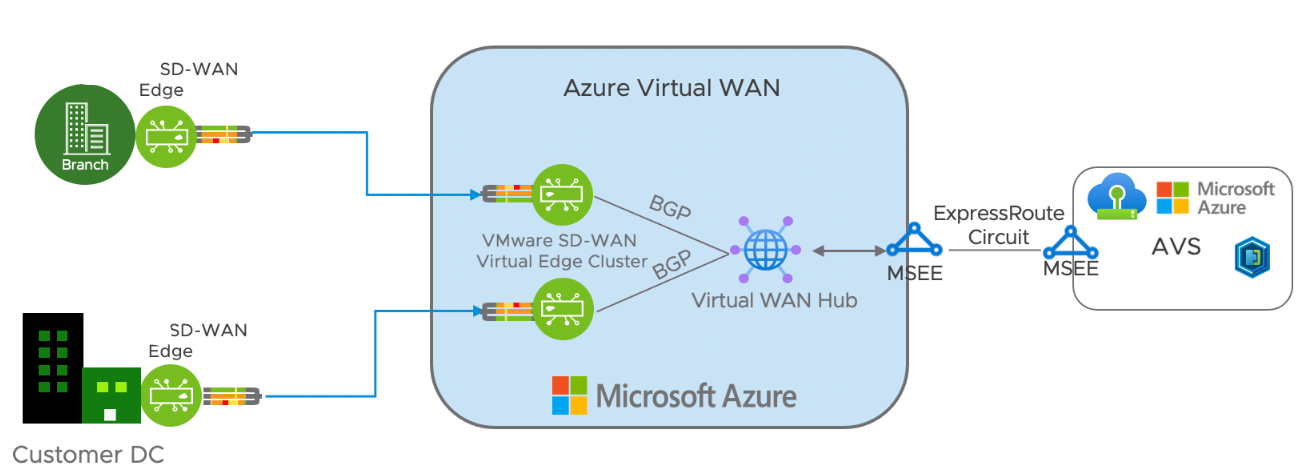 SD-WAN
Edge
Branch
Azure Virtual WAN
BGP
VMware SD-WAN
Virtual Edge Cluster
BGP
Virtual WAN Hub
MSEE
ExpressRoute
Circuit
MSEE
Microsoft
Azure
AVS
SD-WAN
Edge
Customer DC
Microsoft Azure